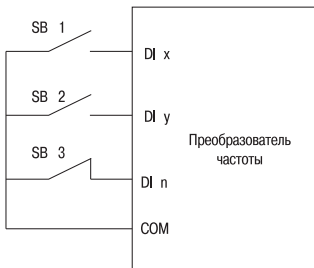 SB 1
DI x
SB 2
DI y
SB 3
DI n
COM
Преобразователь
частоты